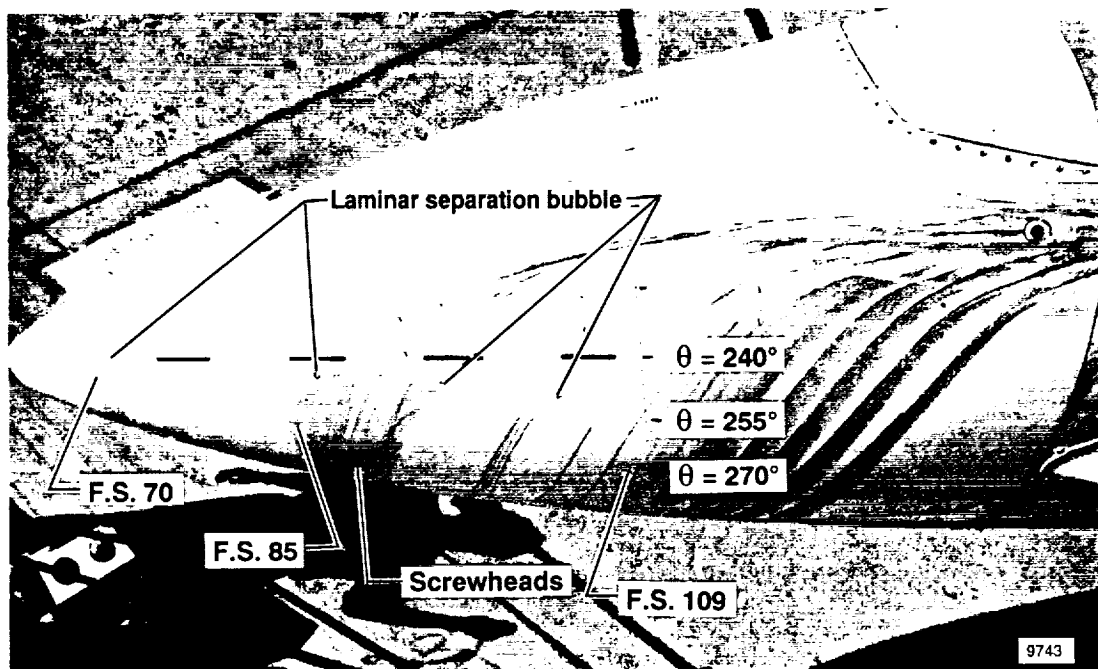 Laminar separation bubble
θ = 240°
θ = 255°
θ = 270°
F.S. 70
F.S. 85
Screwheads
F.S. 109
9743